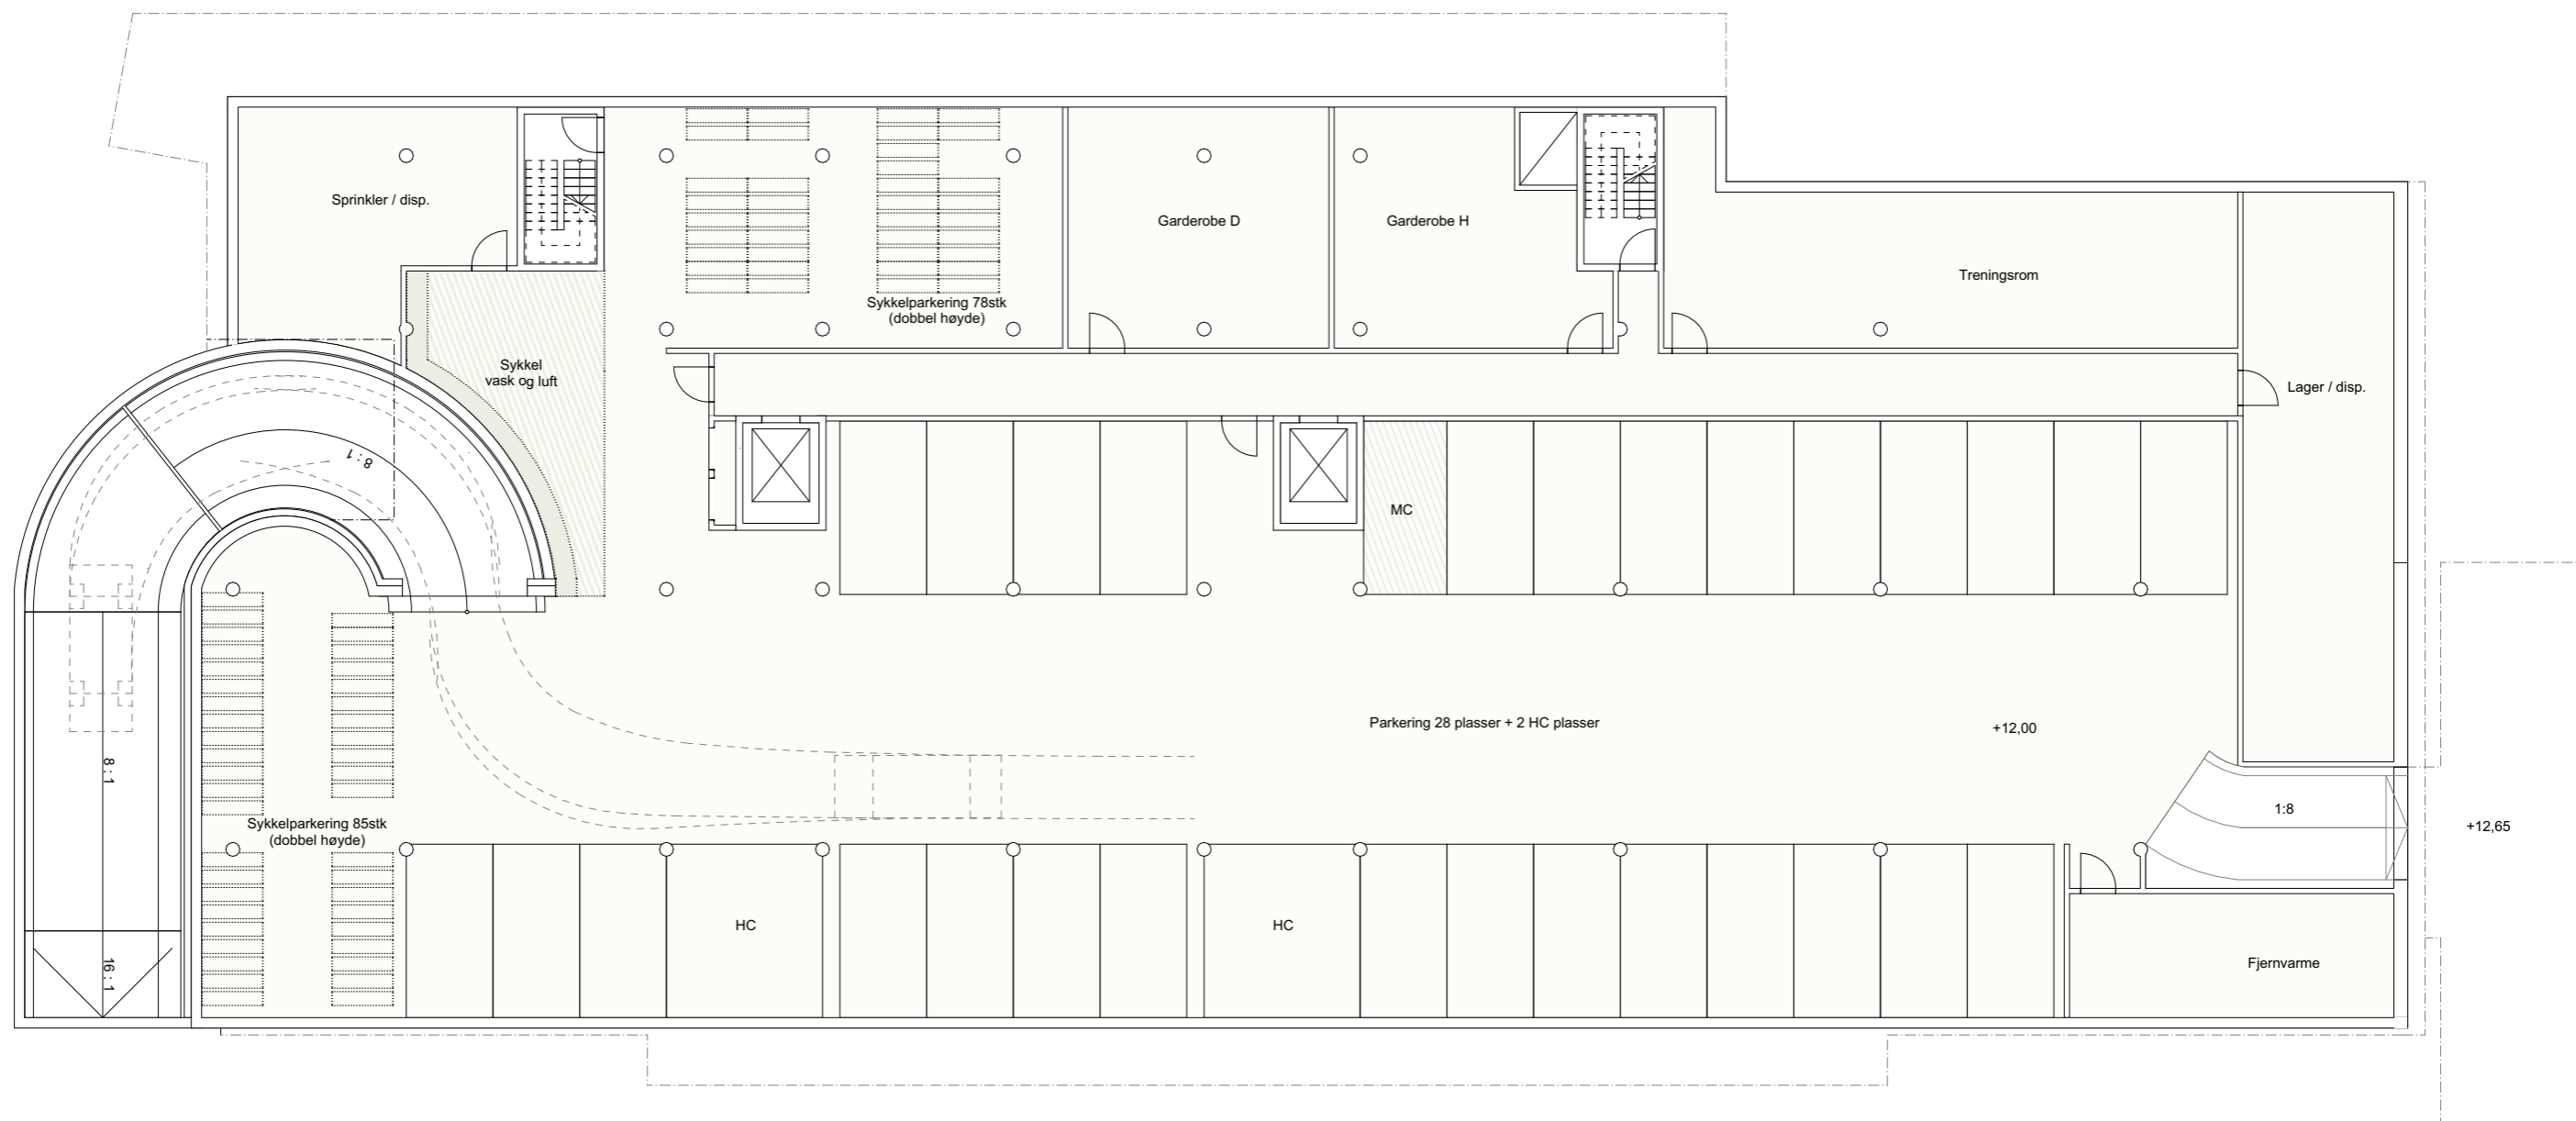 Sprinkler / disp.
Garderobe D
Garderobe H
Treningsrom
Sykkelparkering 78stk
(dobbel høyde)
Sykkel
vask og luft
Lager / disp.
8 : 1
MC
Parkering 28 plasser + 2 HC plasser
+12,00
8 : 1
1:8
Sykkelparkering 85stk
(dobbel høyde)
+12,65
HC
HC
16 : 1
Fjernvarme